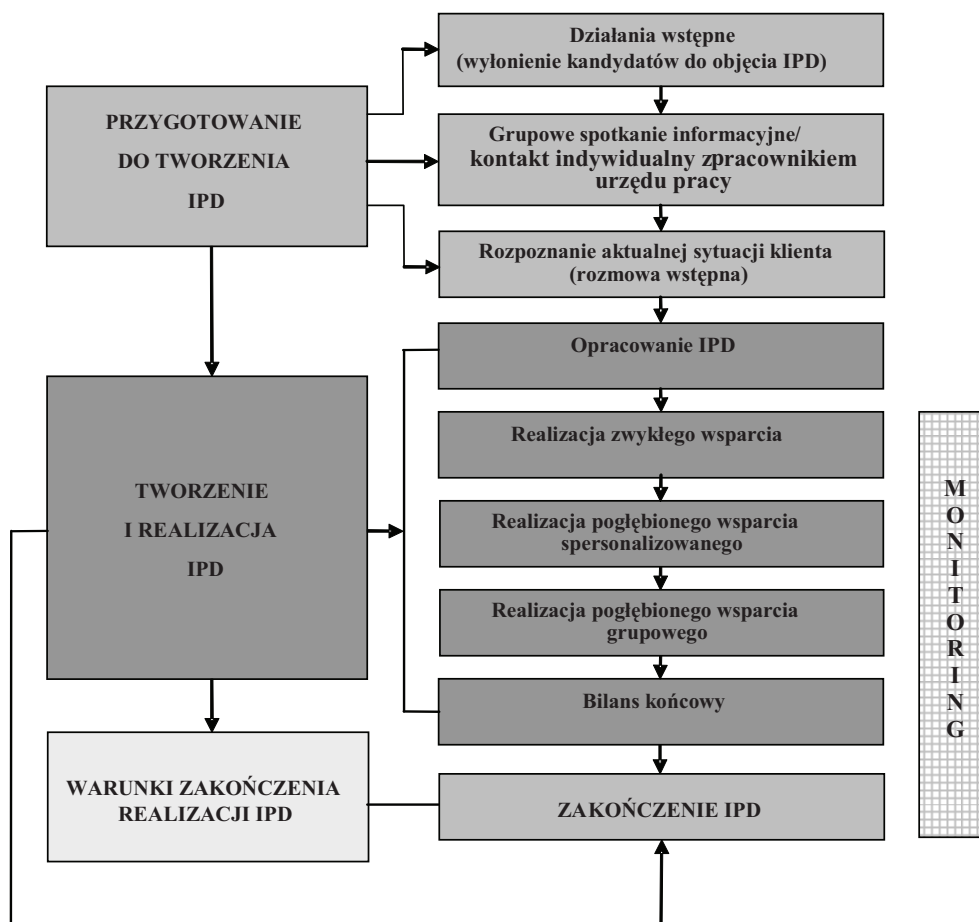 Działania wstępne
(wyłonienie kandydatów do objęcia IPD)
PRZYGOTOWANIE
DO TWORZENIA
IPD
Grupowe spotkanie informacyjne/
kontakt indywidualny zpracownikiem
urzędu pracy
Rozpoznanie aktualnej sytuacji klienta
(rozmowa wstępna)
TWORZENIE
I REALIZACJA
IPD
Opracowanie IPD
Realizacja zwykłego wsparcia
Realizacja pogłębionego wsparcia
spersonalizowanego
Realizacja pogłębionego wsparcia
grupowego
Bilans końcowy
WARUNKI ZAKOŃCZENIA
REALIZACJI IPD
ZAKOŃCZENIE IPD
M
O
N
I
T
O
R
I
N
G